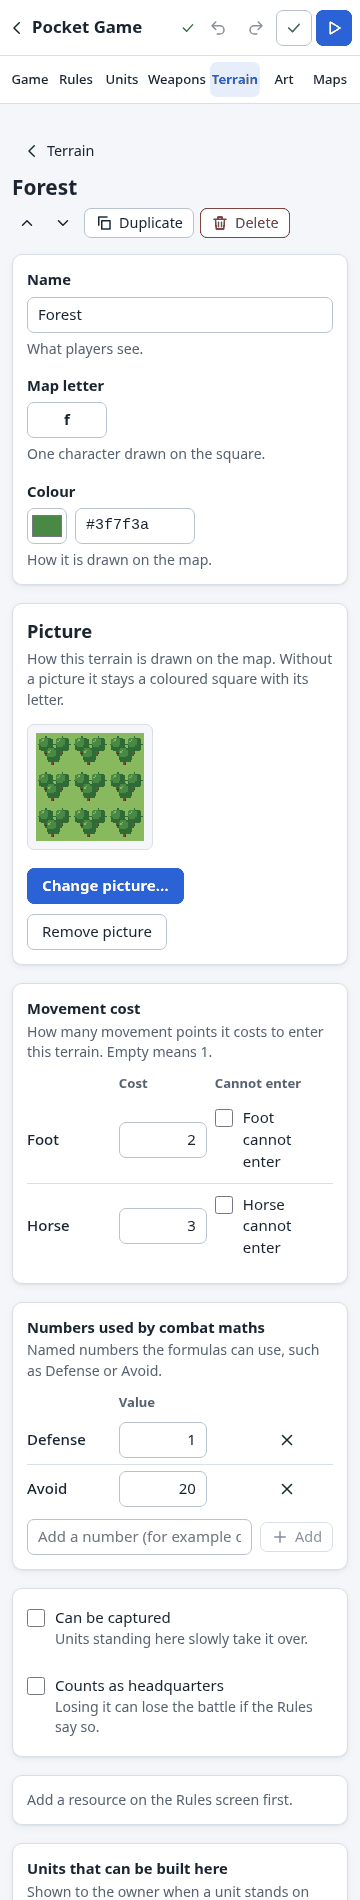 Pocket Game
Game Rules Units Weapons Terrain Art Maps
Terrain
Forest
Duplicate Delete
Name
Forest
What players see.
Map letter
f
One character drawn on the square.
Colour
#3f7f3a
How it is drawn on the map.
Picture
How this terrain is drawn on the map. Without
a picture it stays a coloured square with its
letter.
Change picture...
Remove picture
Movement cost
How many movement points it costs to enter
this terrain. Empty means 1.
Cost Cannot enter
Foot 2 Foot
cannot
enter
Horse 3 Horse
cannot
enter
Numbers used by combat maths
Named numbers the formulas can use, such
as Defense or Avoid.
Value
Defense 1
Avoid 20
Add a number (for example Add
Can be captured
Units standing here slowly take it over.
Counts as headquarters
Losing it can lose the battle if the Rules
say so.
Add a resource on the Rules screen first.
Units that can be built here
Shown to the owner when a unit stands on